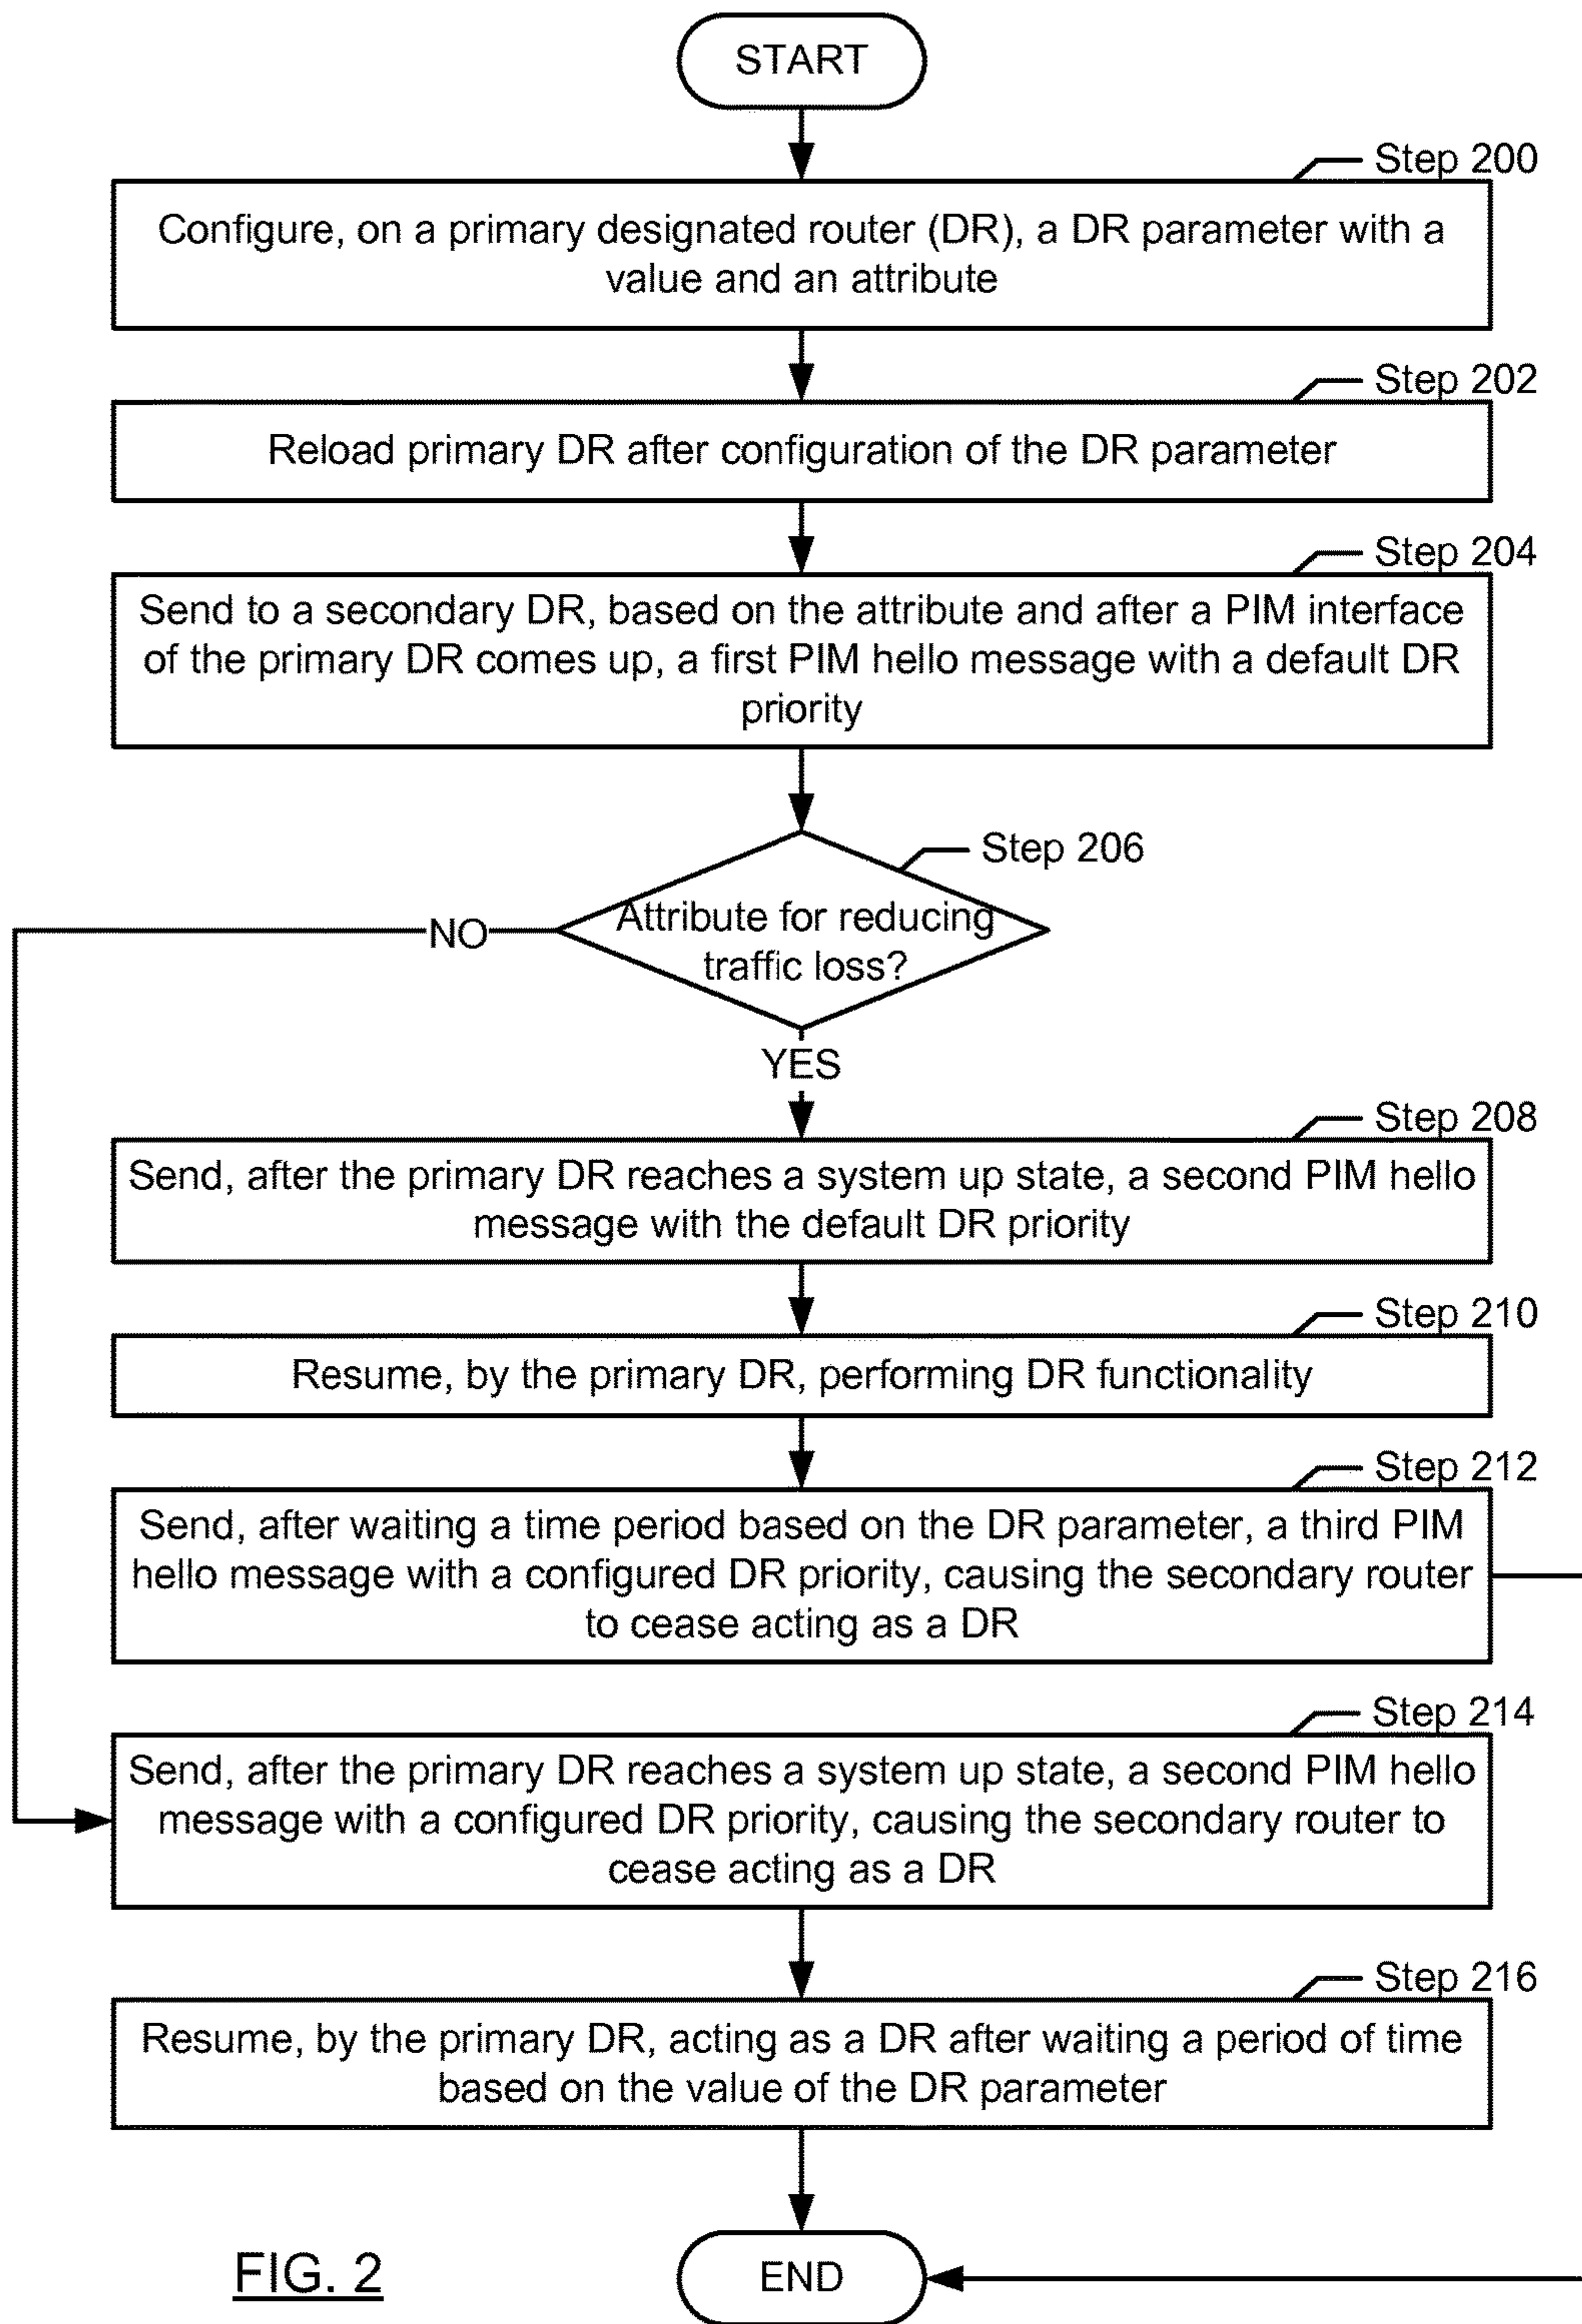 START
Step 200
Configure, on a primary designated router (DR), a DR parameter with a
value and an attribute
Step 202
Reload primary DR after configuration of the DR parameter
Step 204
Send to a secondary DR, based on the attribute and after a PIM interface
of the primary DR comes up, a first PIM hello message with a default DR
priority
Step 206
Attribute for reducing
traffic loss?
NO
YES
Step 208
Send, after the primary DR reaches a system up state, a second PIM hello
message with the default DR priority
Step 210
Resume, by the primary DR, performing DR functionality
Step 212
Send, after waiting a time period based on the DR parameter, a third PIM
hello message with a configured DR priority, causing the secondary router
to cease acting as a DR
Step 214
Send, after the primary DR reaches a system up state, a second PIM hello
message with a configured DR priority, causing the secondary router to
cease acting as a DR
Step 216
Resume, by the primary DR, acting as a DR after waiting a period of time
based on the value of the DR parameter
END
FIG. 2